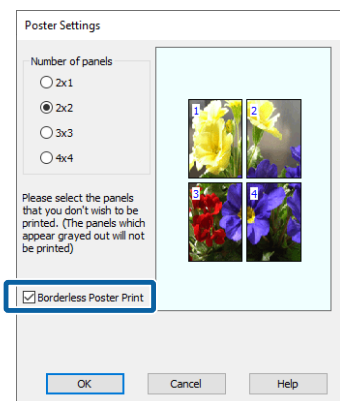 Poster Settings
Number of panels
2x1
2x2
3x3
4x4
1
2
3
4
Please select the panels
that you don't wish to be
printed. (The panels which
appear grayed out will not
be printed)
Borderless Poster Print
OK
Cancel
Help